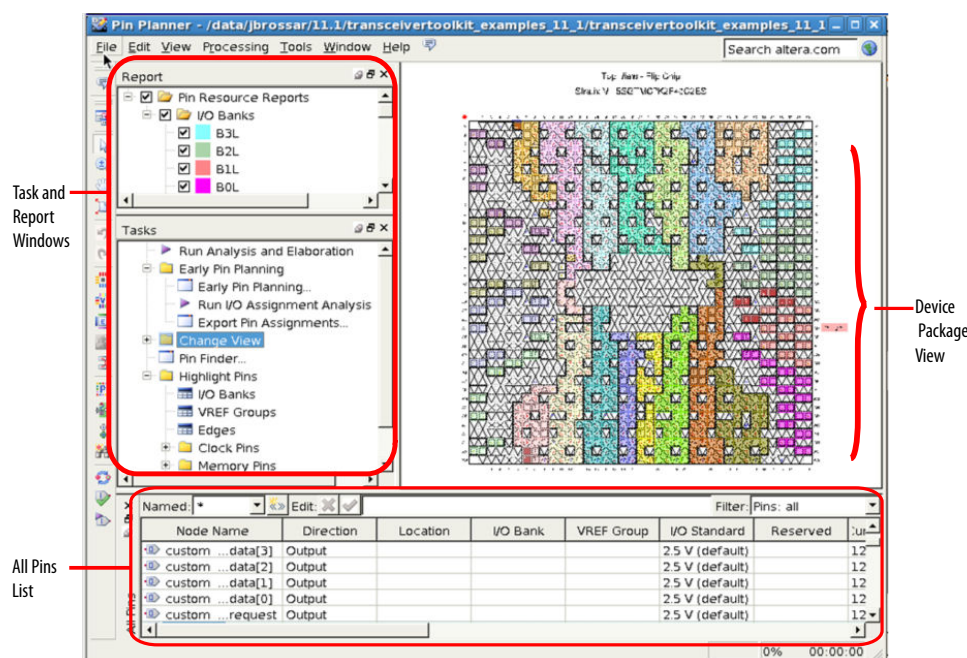 Pin Planner - /data/jbrossar/11.1/transceivertoolkit_examples_11_1/transceivertoolkit_examples_11_1
File Edit View Processing Tools Window Help
Search altera.com
Report
Pin Resource Reports
I/O Banks
B3L
B2L
B1L
B0L
Task and
Report
Windows
Tasks
Run Analysis and Elaboration
Early Pin Planning
Early Pin Planning...
Run I/O Assignment Analysis
Export Pin Assignments...
Change View
Pin Finder...
Highlight Pins
I/O Banks
VREF Groups
Edges
Clock Pins
Memory Pins
Top View - Flip Chip
Device
Package
View
All Pins
List
Named: * Edit: Filter: Pins: all
Node Name Direction Location I/O Bank VREF Group I/O Standard Reserved
custom ...data[3] Output 2.5 V (default) 12
custom ...data[2] Output 2.5 V (default) 12
custom ...data[1] Output 2.5 V (default) 12
custom ...data[0] Output 2.5 V (default) 12
custom ...request Output 2.5 V (default) 12
All Pins
0% 00:00:00